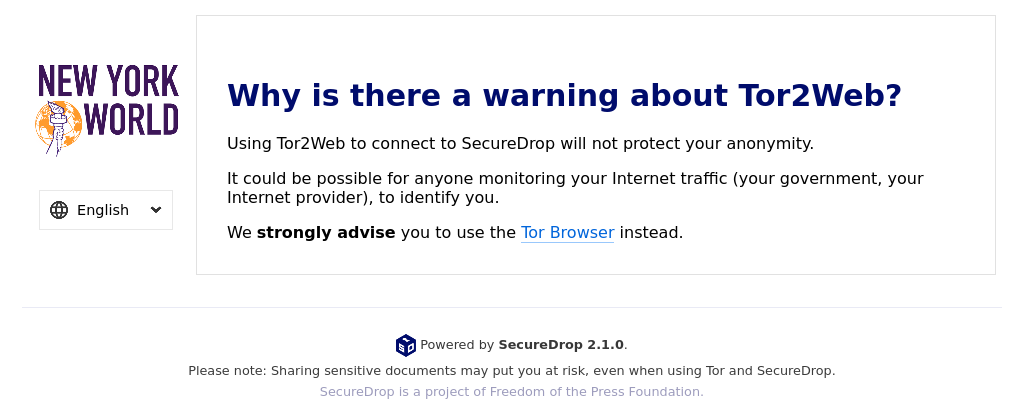 NEW YORK
WORLD
English
Why is there a warning about Tor2Web?
Using Tor2Web to connect to SecureDrop will not protect your anonymity.
It could be possible for anyone monitoring your Internet traffic (your government, your
Internet provider), to identify you.
We strongly advise you to use the Tor Browser instead.
Powered by SecureDrop 2.1.0.
Please note: Sharing sensitive documents may put you at risk, even when using Tor and SecureDrop.
SecureDrop is a project of Freedom of the Press Foundation.